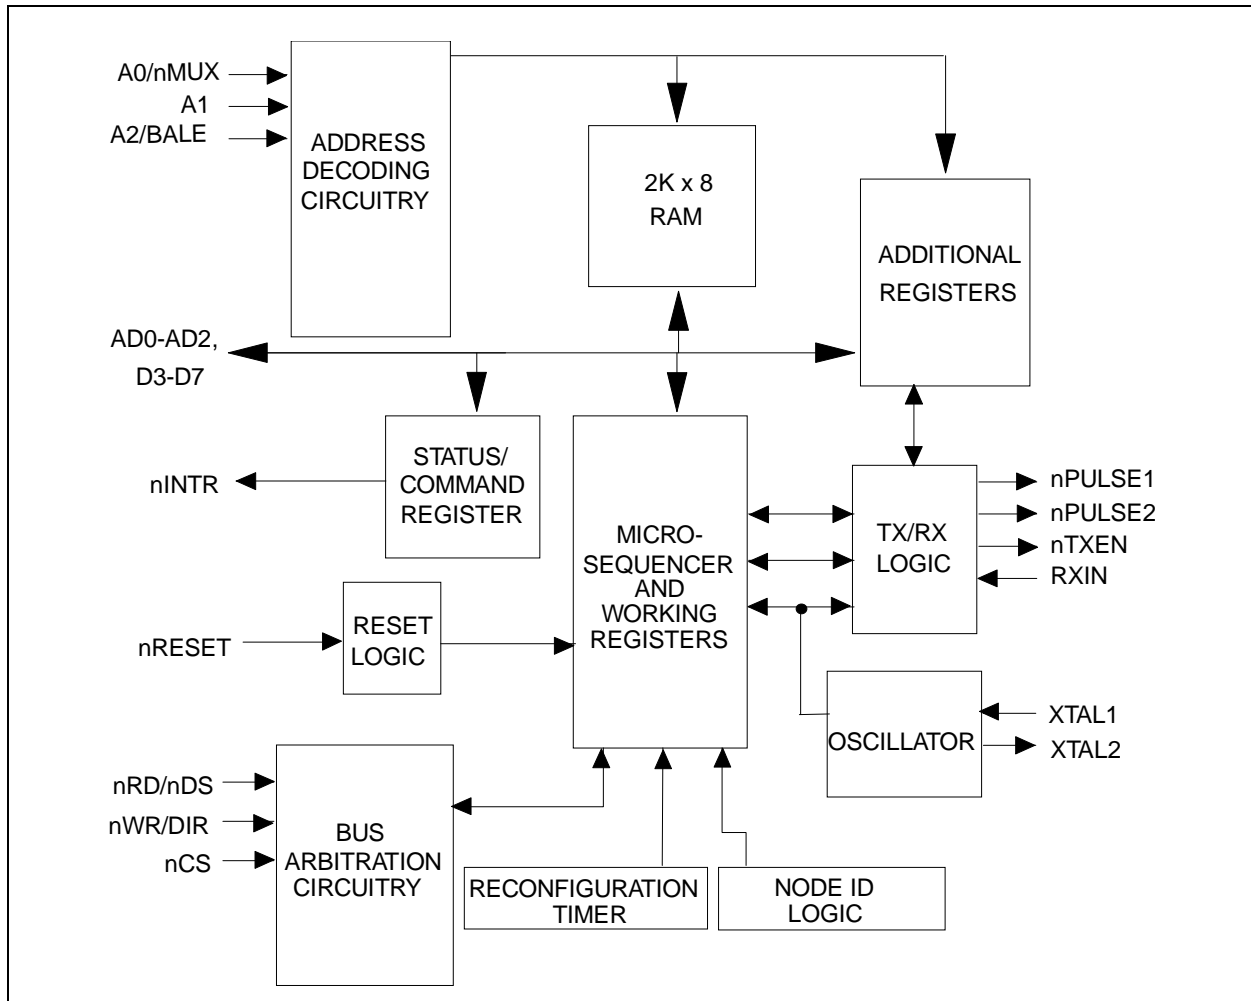 A0/nMUX
A1
A2/BALE
ADDRESS
DECODING
CIRCUITRY
2K x 8
RAM
ADDITIONAL
REGISTERS
AD0-AD2,
D3-D7
nINTR
STATUS/
COMMAND
REGISTER
MICRO-
SEQUENCER
AND
WORKING
REGISTERS
TX/RX
LOGIC
nPULSE1
nPULSE2
nTXEN
RXIN
nRESET
RESET
LOGIC
OSCILLATOR
XTAL1
XTAL2
nRD/nDS
nWR/DIR
nCS
BUS
ARBITRATION
CIRCUITRY
RECONFIGURATION
TIMER
NODE ID
LOGIC